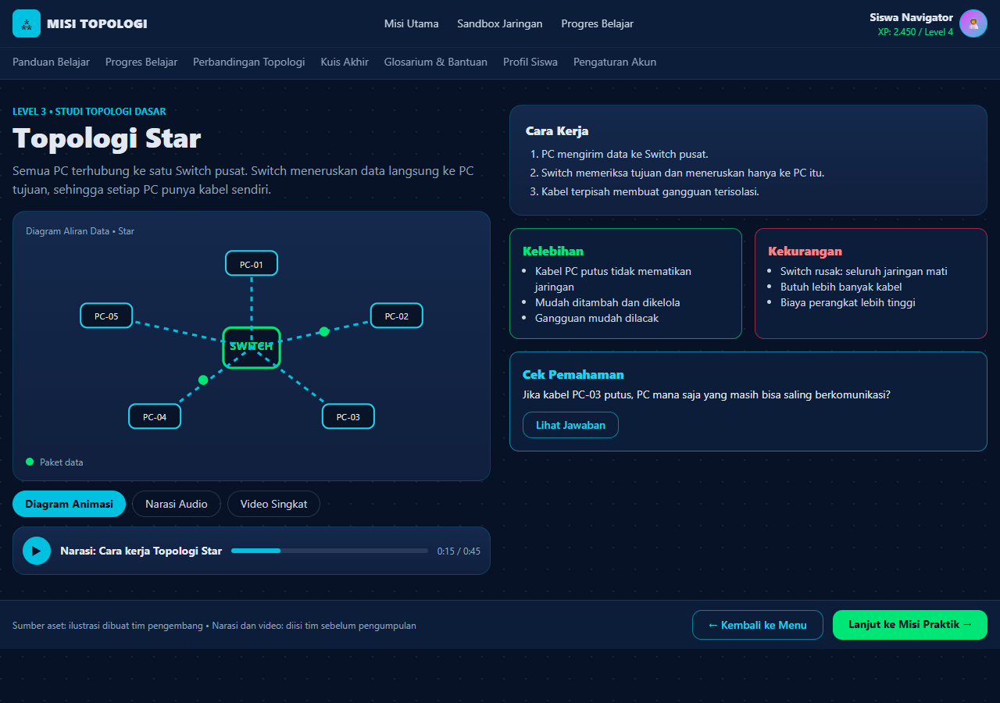 MISI TOPOLOGI
Misi Utama
Sandbox Jaringan
Progres Belajar
Siswa Navigator
XP: 2.450 / Level 4
Panduan Belajar
Progres Belajar
Perbandingan Topologi
Kuis Akhir
Glosarium & Bantuan
Profil Siswa
Pengaturan Akun
LEVEL 3 • STUDI TOPOLOGI DASAR
Topologi Star
Semua PC terhubung ke satu Switch pusat. Switch meneruskan data langsung ke PC
tujuan, sehingga setiap PC punya kabel sendiri.
Diagram Aliran Data • Star
PC-01
PC-05
PC-02
SWITCH
PC-04
PC-03
Paket data
Diagram Animasi
Narasi Audio
Video Singkat
Narasi: Cara kerja Topologi Star
0:15 / 0:45
Cara Kerja
1. PC mengirim data ke Switch pusat.
2. Switch memeriksa tujuan dan meneruskan hanya ke PC itu.
3. Kabel terpisah membuat gangguan terisolasi.
Kelebihan
• Kabel PC putus tidak mematikan
jaringan
• Mudah ditambah dan dikelola
• Gangguan mudah dilacak
Kekurangan
• Switch rusak: seluruh jaringan mati
• Butuh lebih banyak kabel
• Biaya perangkat lebih tinggi
Cek Pemahaman
Jika kabel PC-03 putus, PC mana saja yang masih bisa saling berkomunikasi?
Lihat Jawaban
Sumber aset: ilustrasi dibuat tim pengembang • Narasi dan video: diisi tim sebelum pengumpulan
← Kembali ke Menu
Lanjut ke Misi Praktik →